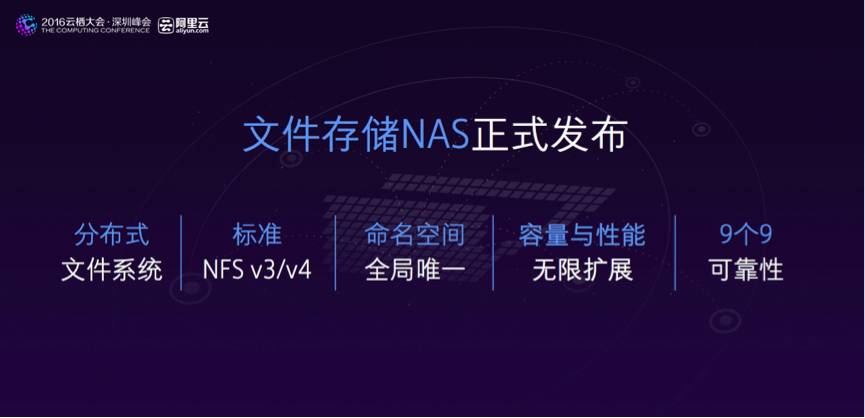 2016云栖大会·深圳峰会
THE COMPUTING CONFERENCE
阿里云
aliyun.com
文件存储NAS正式发布
分布式
文件系统
标准
NFS v3/v4
命名空间
全局唯一
容量与性能
无限扩展
9个9
可靠性